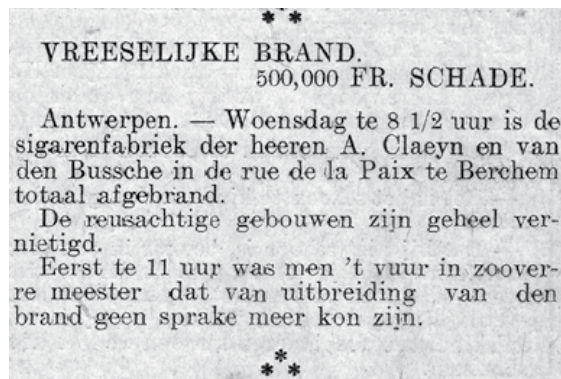 * *
VREESELIJKE BRAND.
500,000 FR. SCHADE.
Antwerpen. — Woensdag te 8 1/2 uur is de
sigarenfabriek der heeren A. Claeyn en van
den Bussche in de rue de la Paix te Berchem
totaal afgebrand.
De reusachtige gebouwen zijn geheel ver-
nietigd.
Eerst te 11 uur was men 't vuur in zoover-
re meester dat van uitbreiding van den
brand geen sprake meer kon zijn.
*
* *